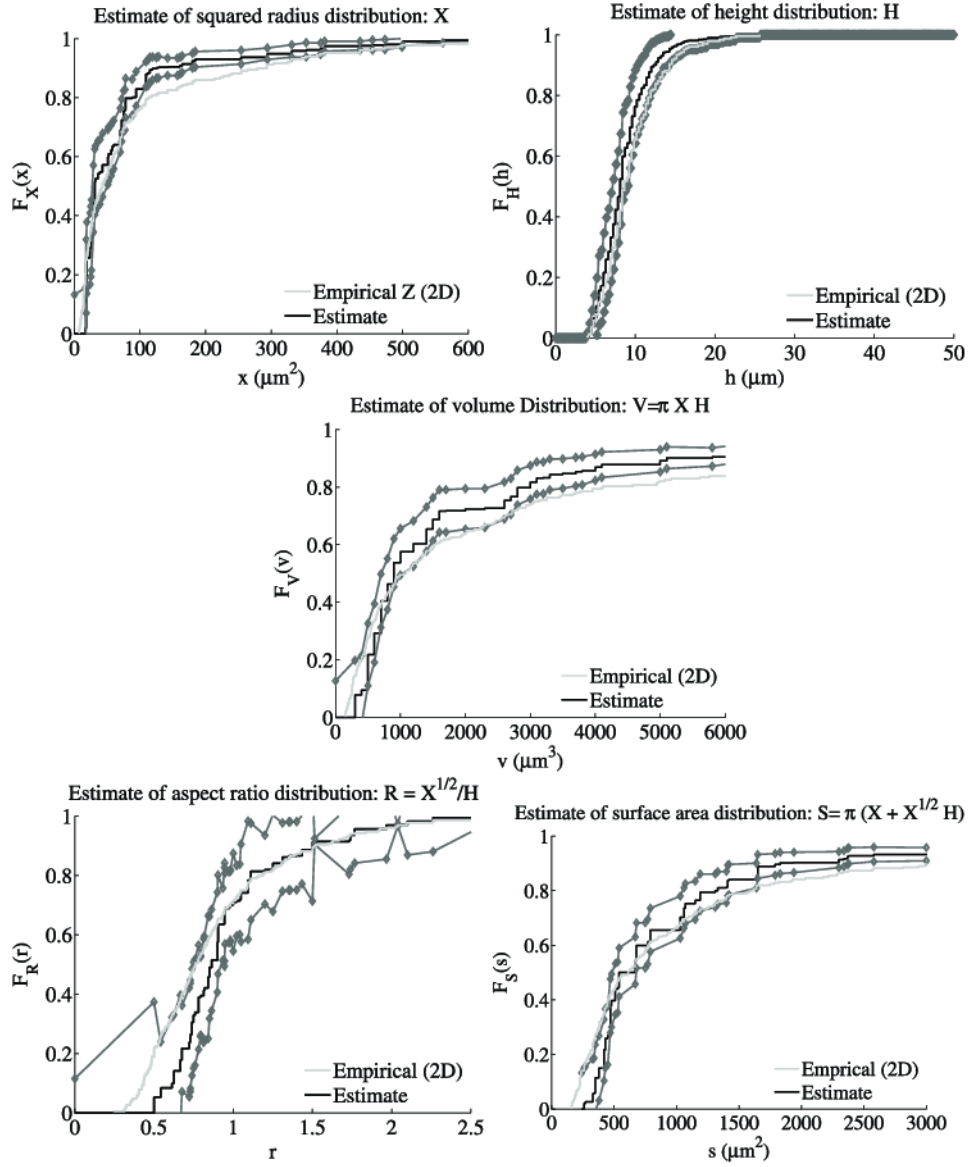 Estimate of squared radius distribution: X
1
0.8
0.6
0.4
0.2
0
F_X(x)
Empirical Z (2D)
Estimate
0 100 200 300 400 500 600
x (μm²)
Estimate of height distribution: H
1
0.8
0.6
0.4
0.2
0
F_H(h)
Empirical (2D)
Estimate
0 10 20 30 40 50
h (μm)
Estimate of volume Distribution: V=π X H
1
0.8
0.6
0.4
0.2
0
F_V(v)
Empirical (2D)
Estimate
0 1000 2000 3000 4000 5000 6000
v (μm³)
Estimate of aspect ratio distribution: R = X^{1/2}/H
1
0.8
0.6
0.4
0.2
0
F_R(r)
Empirical (2D)
Estimate
0 0.5 1 1.5 2 2.5
r
Estimate of surface area distribution: S= π (X + X^{1/2} H)
1
0.8
0.6
0.4
0.2
0
F_S(s)
Empirical (2D)
Estimate
0 500 1000 1500 2000 2500 3000
s (μm²)